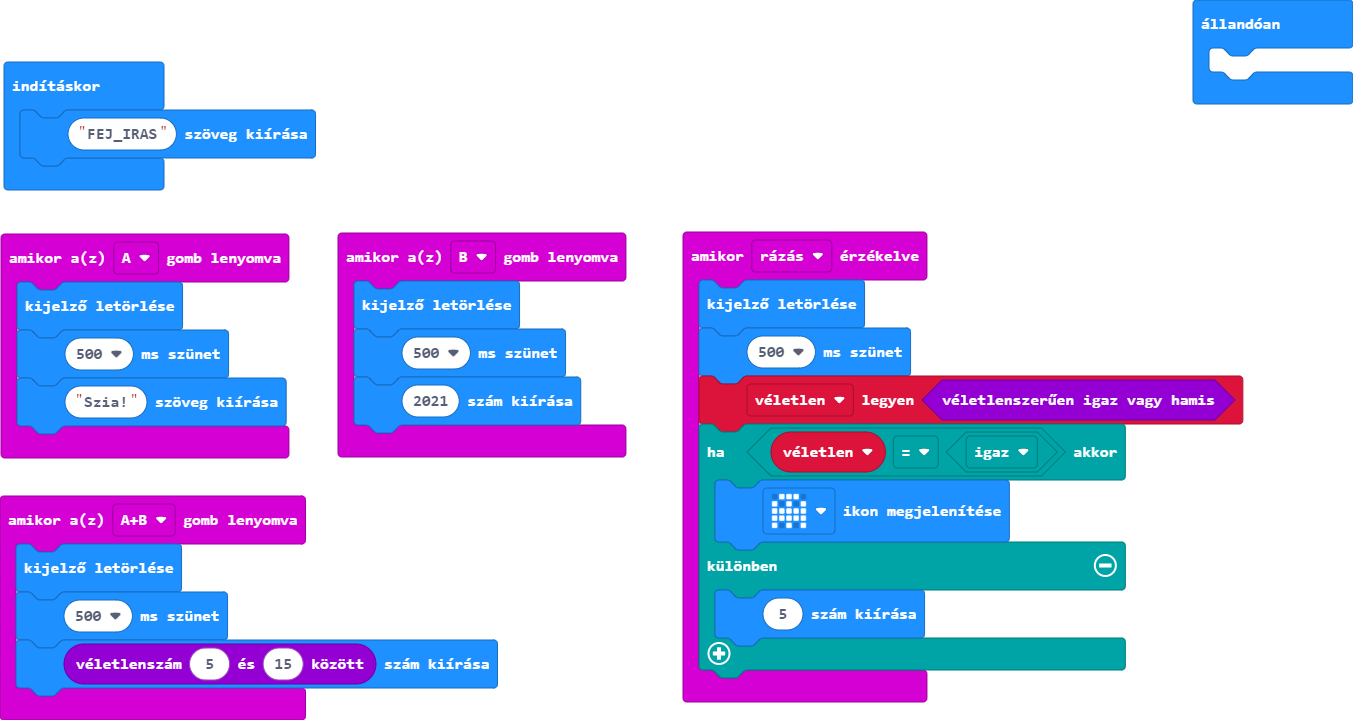 állandóan
indításkor
"FEJ_IRAS" szöveg kiírása
amikor a(z) A gomb lenyomva
kijelző letörlése
500 ms szünet
"Szia!" szöveg kiírása
amikor a(z) B gomb lenyomva
kijelző letörlése
500 ms szünet
2021 szám kiírása
amikor rázás érzékelve
kijelző letörlése
500 ms szünet
véletlen legyen véletlenszerűen igaz vagy hamis
ha véletlen = igaz akkor
ikon megjelenítése
különben
5 szám kiírása
amikor a(z) A+B gomb lenyomva
kijelző letörlése
500 ms szünet
véletlenszám 5 és 15 között szám kiírása